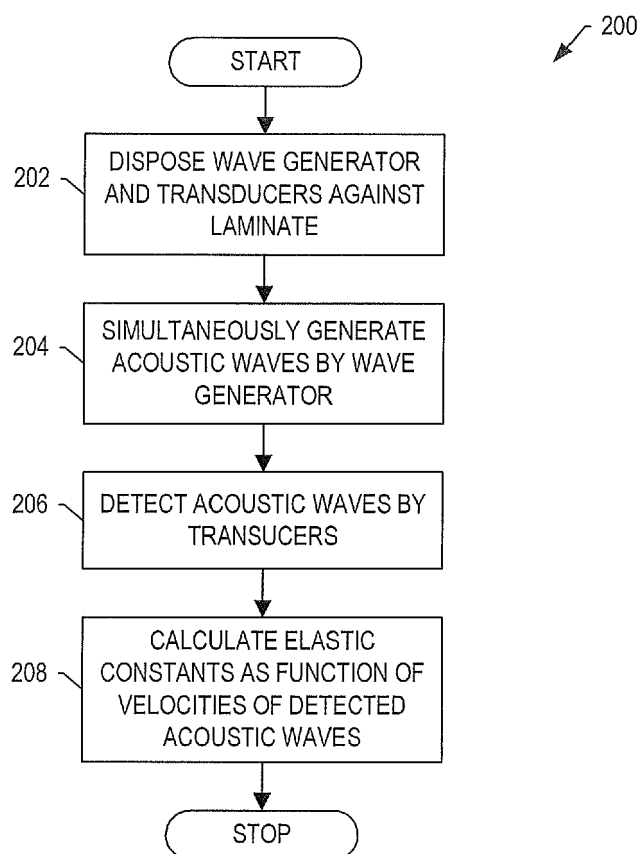 200
START
202
DISPOSE WAVE GENERATOR
AND TRANSDUCERS AGAINST
LAMINATE
204
SIMULTANEOUSLY GENERATE
ACOUSTIC WAVES BY WAVE
GENERATOR
206
DETECT ACOUSTIC WAVES BY
TRANSUCERS
208
CALCULATE ELASTIC
CONSTANTS AS FUNCTION OF
VELOCITIES OF DETECTED
ACOUSTIC WAVES
STOP